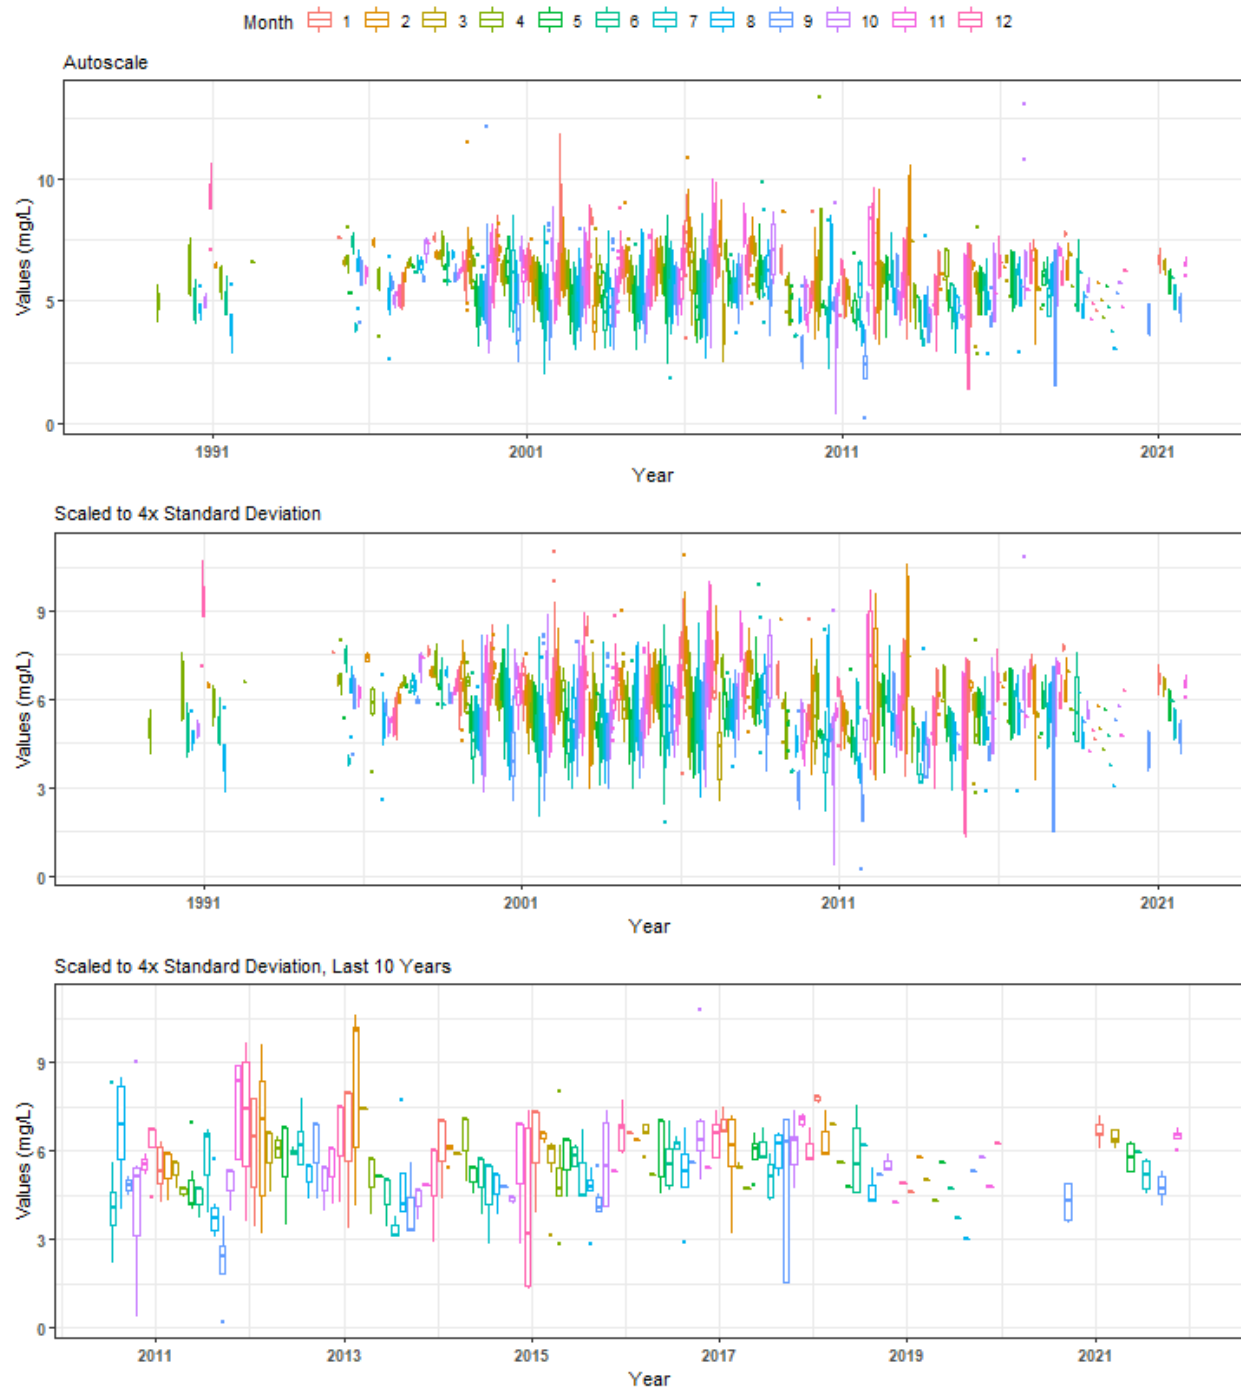 Month 1 2 3 4 5 6 7 8 9 10 11 12
Autoscale
10
5
0
Values (mg/L)
1991 2001 2011 2021
Year
Scaled to 4x Standard Deviation
9
6
3
0
Values (mg/L)
1991 2001 2011 2021
Year
Scaled to 4x Standard Deviation, Last 10 Years
9
6
3
0
Values (mg/L)
2011 2013 2015 2017 2019 2021
Year